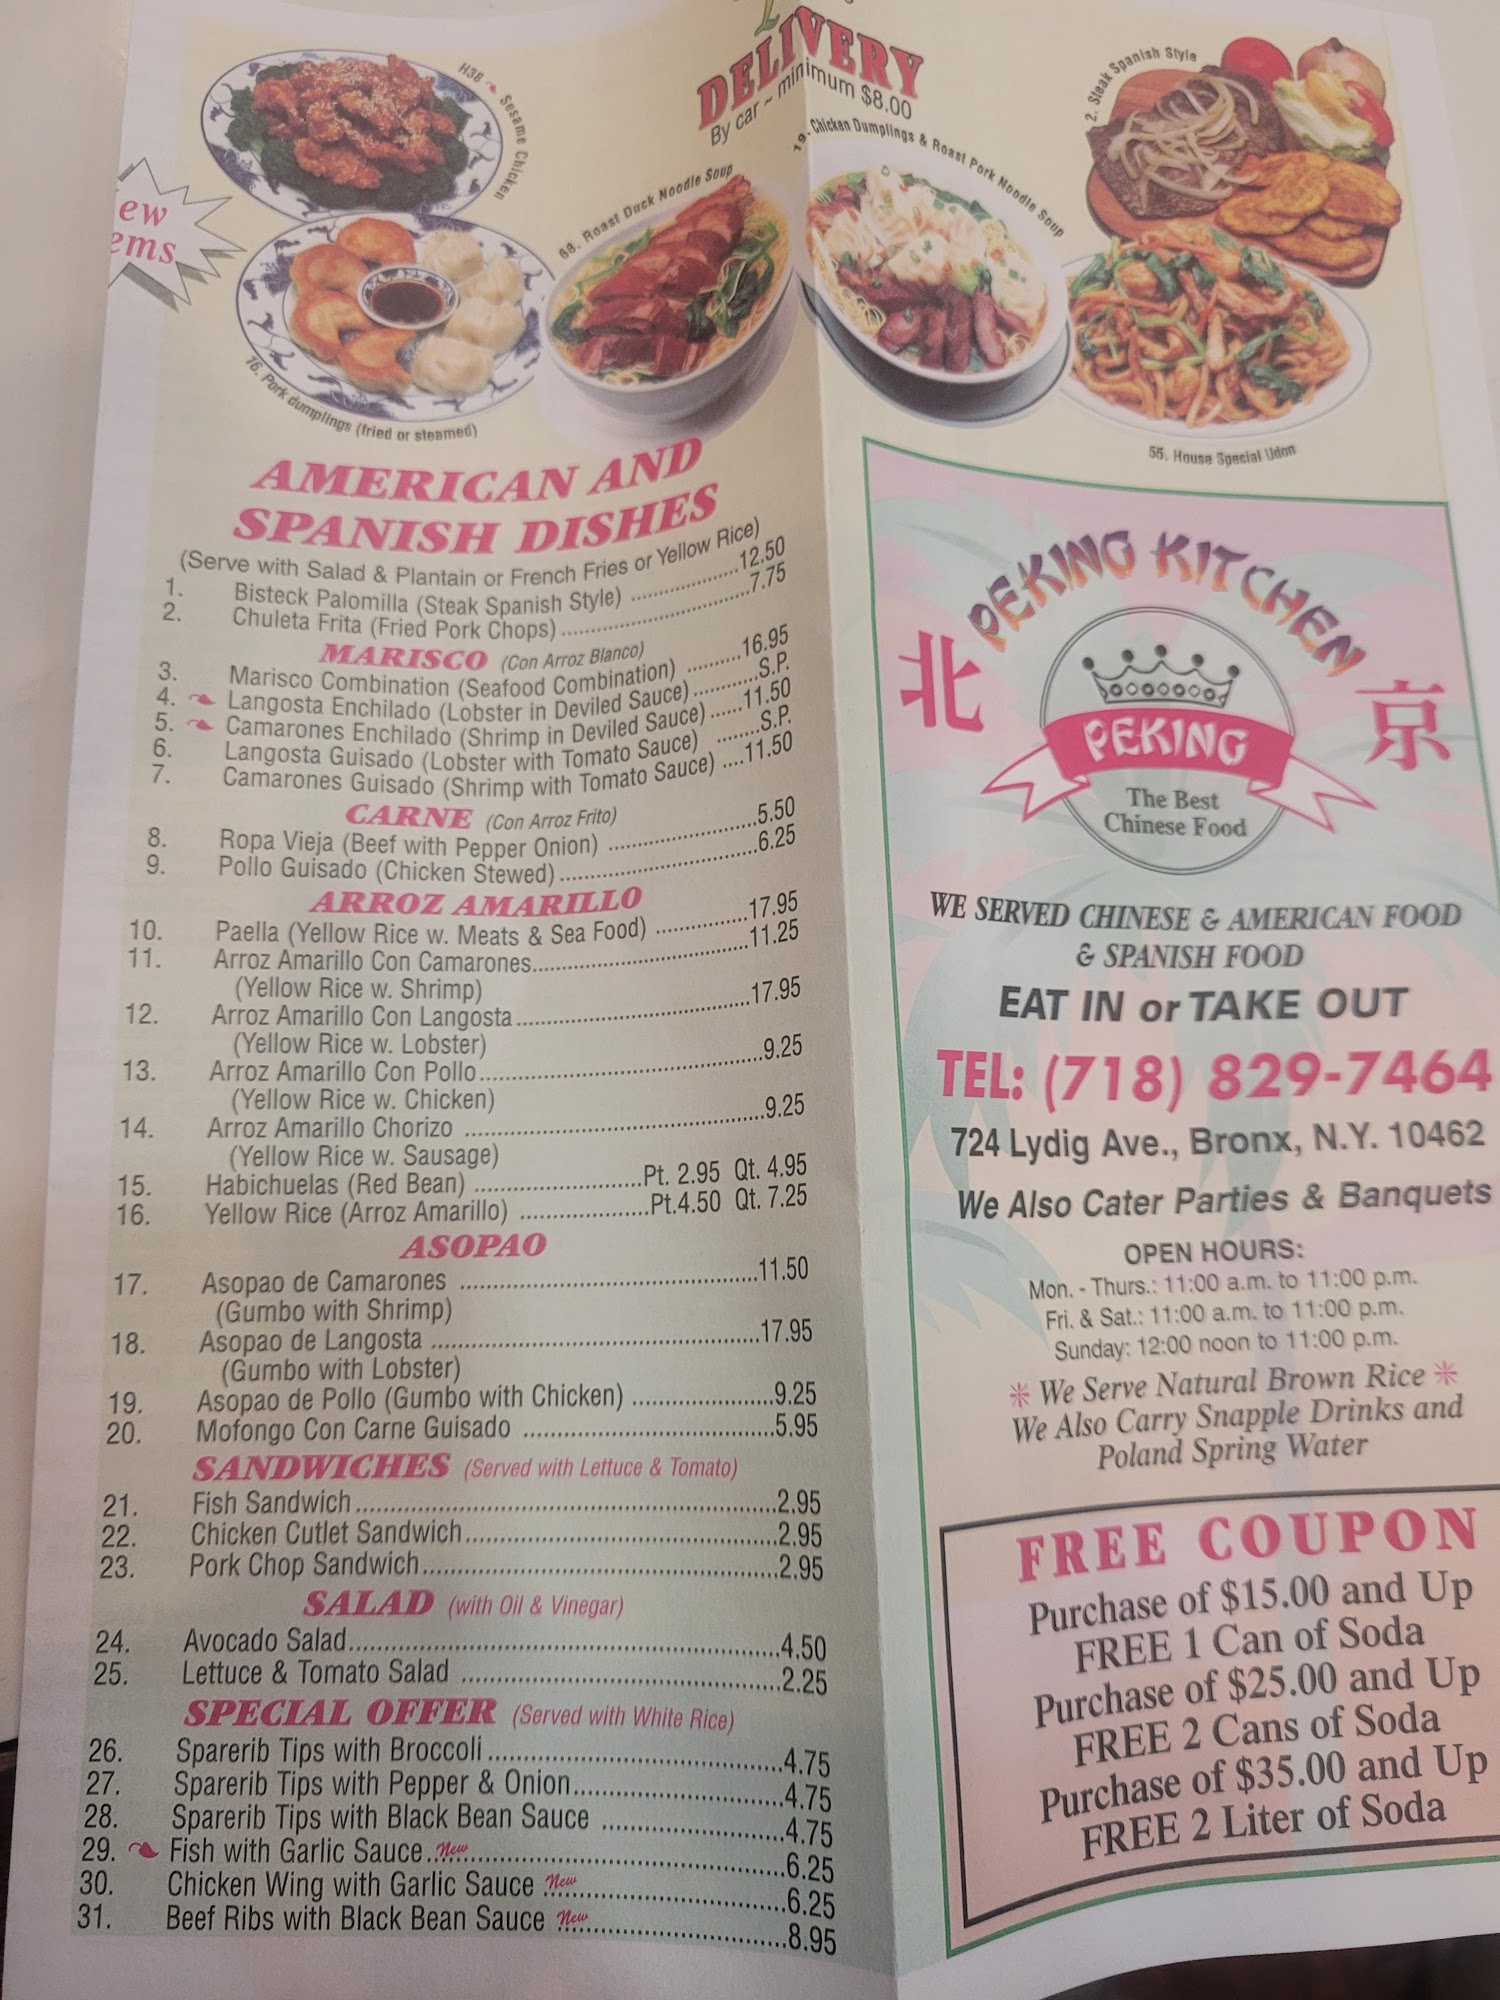 DELIVERY
By car ~ minimum $8.00
H38
Sesame Chicken
ew
ems
68. Roast Duck Noodle Soup
19. Chicken Dumplings & Roast Pork Noodle Soup
2. Steak Spanish Style
16. Pork dumplings (fried or steamed)
56. House Special Udon
AMERICAN AND
SPANISH DISHES
(Serve with Salad & Plantain or French Fries or Yellow Rice)
1. Bisteck Palomilla (Steak Spanish Style) 12.50
2. Chuleta Frita (Fried Pork Chops) 7.75
MARISCO (Con Arroz Blanco)
3. Marisco Combination (Seafood Combination) 16.95
4. Langosta Enchilado (Lobster in Deviled Sauce) S.P.
5. Camarones Enchilado (Shrimp in Deviled Sauce) 11.50
6. Langosta Guisado (Lobster with Tomato Sauce) S.P.
7. Camarones Guisado (Shrimp with Tomato Sauce) 11.50
CARNE (Con Arroz Frito)
8. Ropa Vieja (Beef with Pepper Onion) 5.50
9. Pollo Guisado (Chicken Stewed) 6.25
ARROZ AMARILLO
10. Paella (Yellow Rice w. Meats & Sea Food) 17.95
11. Arroz Amarillo Con Camarones 11.25
(Yellow Rice w. Shrimp)
12. Arroz Amarillo Con Langosta 17.95
(Yellow Rice w. Lobster)
13. Arroz Amarillo Con Pollo 9.25
(Yellow Rice w. Chicken)
14. Arroz Amarillo Chorizo 9.25
(Yellow Rice w. Sausage)
15. Habichuelas (Red Bean) Pt. 2.95 Qt. 4.95
16. Yellow Rice (Arroz Amarillo) Pt.4.50 Qt. 7.25
ASOPAO
17. Asopao de Camarones 11.50
(Gumbo with Shrimp)
18. Asopao de Langosta 17.95
(Gumbo with Lobster)
19. Asopao de Pollo (Gumbo with Chicken) 9.25
20. Mofongo Con Carne Guisado 5.95
SANDWICHES (Served with Lettuce & Tomato)
21. Fish Sandwich 2.95
22. Chicken Cutlet Sandwich 2.95
23. Pork Chop Sandwich 2.95
SALAD (with Oil & Vinegar)
24. Avocado Salad 4.50
25. Lettuce & Tomato Salad 2.25
SPECIAL OFFER (Served with White Rice)
26. Sparerib Tips with Broccoli 4.75
27. Sparerib Tips with Pepper & Onion 4.75
28. Sparerib Tips with Black Bean Sauce 4.75
29. Fish with Garlic Sauce New 6.25
30. Chicken Wing with Garlic Sauce New 6.25
31. Beef Ribs with Black Bean Sauce New 8.95
PEKING KITCHEN
北 京
PEKING
The Best
Chinese Food
WE SERVED CHINESE & AMERICAN FOOD
& SPANISH FOOD
EAT IN or TAKE OUT
TEL: (718) 829-7464
724 Lydig Ave., Bronx, N.Y. 10462
We Also Cater Parties & Banquets
OPEN HOURS:
Mon. - Thurs.: 11:00 a.m. to 11:00 p.m.
Fri. & Sat.: 11:00 a.m. to 11:00 p.m.
Sunday: 12:00 noon to 11:00 p.m.
We Serve Natural Brown Rice
We Also Carry Snapple Drinks and
Poland Spring Water
FREE COUPON
Purchase of $15.00 and Up
FREE 1 Can of Soda
Purchase of $25.00 and Up
FREE 2 Cans of Soda
Purchase of $35.00 and Up
FREE 2 Liter of Soda